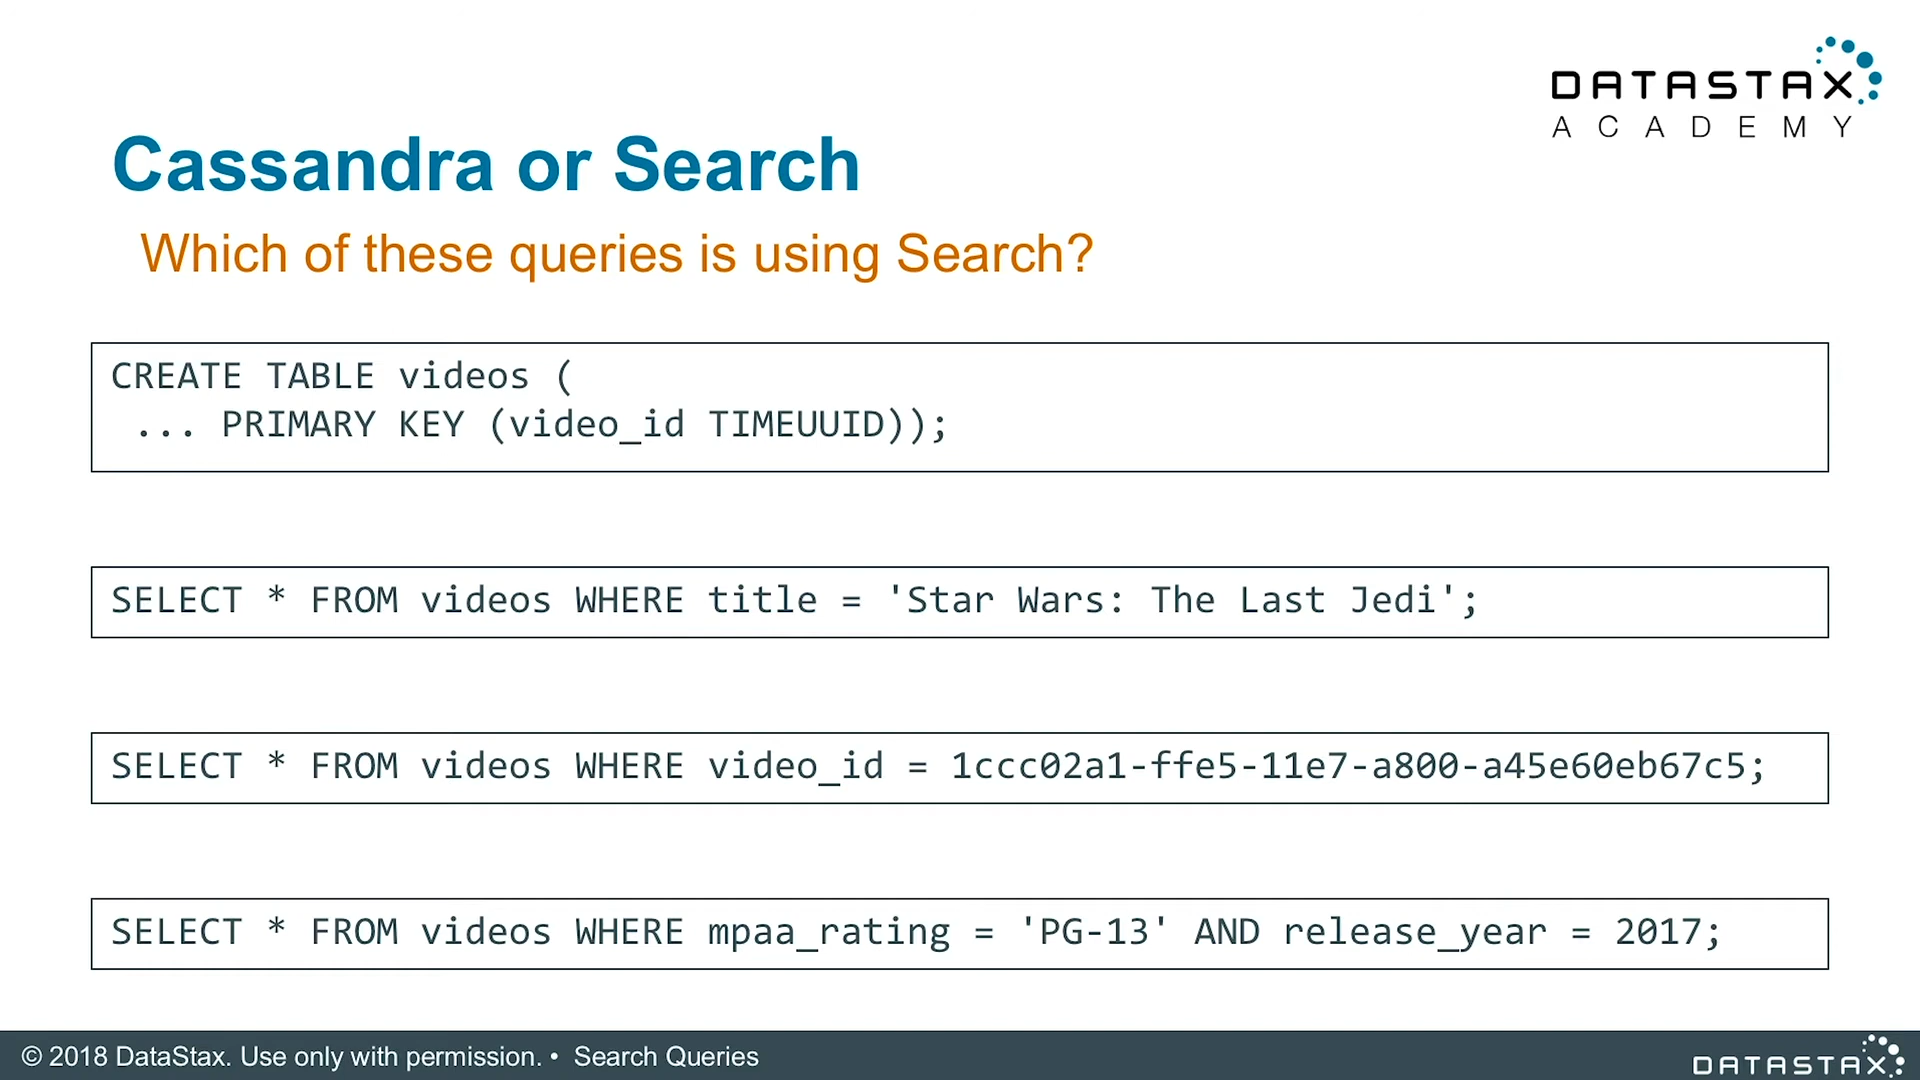 DATASTAX
ACADEMY
Cassandra or Search
Which of these queries is using Search?
CREATE TABLE videos (
... PRIMARY KEY (video_id TIMEUUID));
SELECT * FROM videos WHERE title = 'Star Wars: The Last Jedi';
SELECT * FROM videos WHERE video_id = 1ccc02a1-ffe5-11e7-a800-a45e60eb67c5;
SELECT * FROM videos WHERE mpaa_rating = 'PG-13' AND release_year = 2017;
© 2018 DataStax. Use only with permission. • Search Queries
DATASTAX